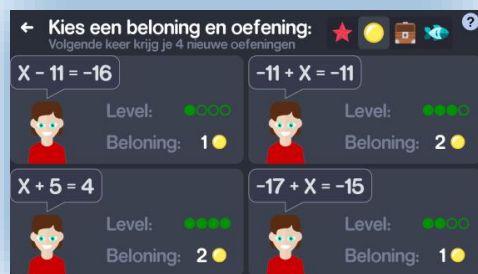 ← Kies een beloning en oefening: ?
Volgende keer krijg je 4 nieuwe oefeningen
X - 11 = -16
Level:
Beloning: 1
-11 + X = -11
Level:
Beloning: 2
X + 5 = 4
Level:
Beloning: 2
-17 + X = -15
Level:
Beloning: 1